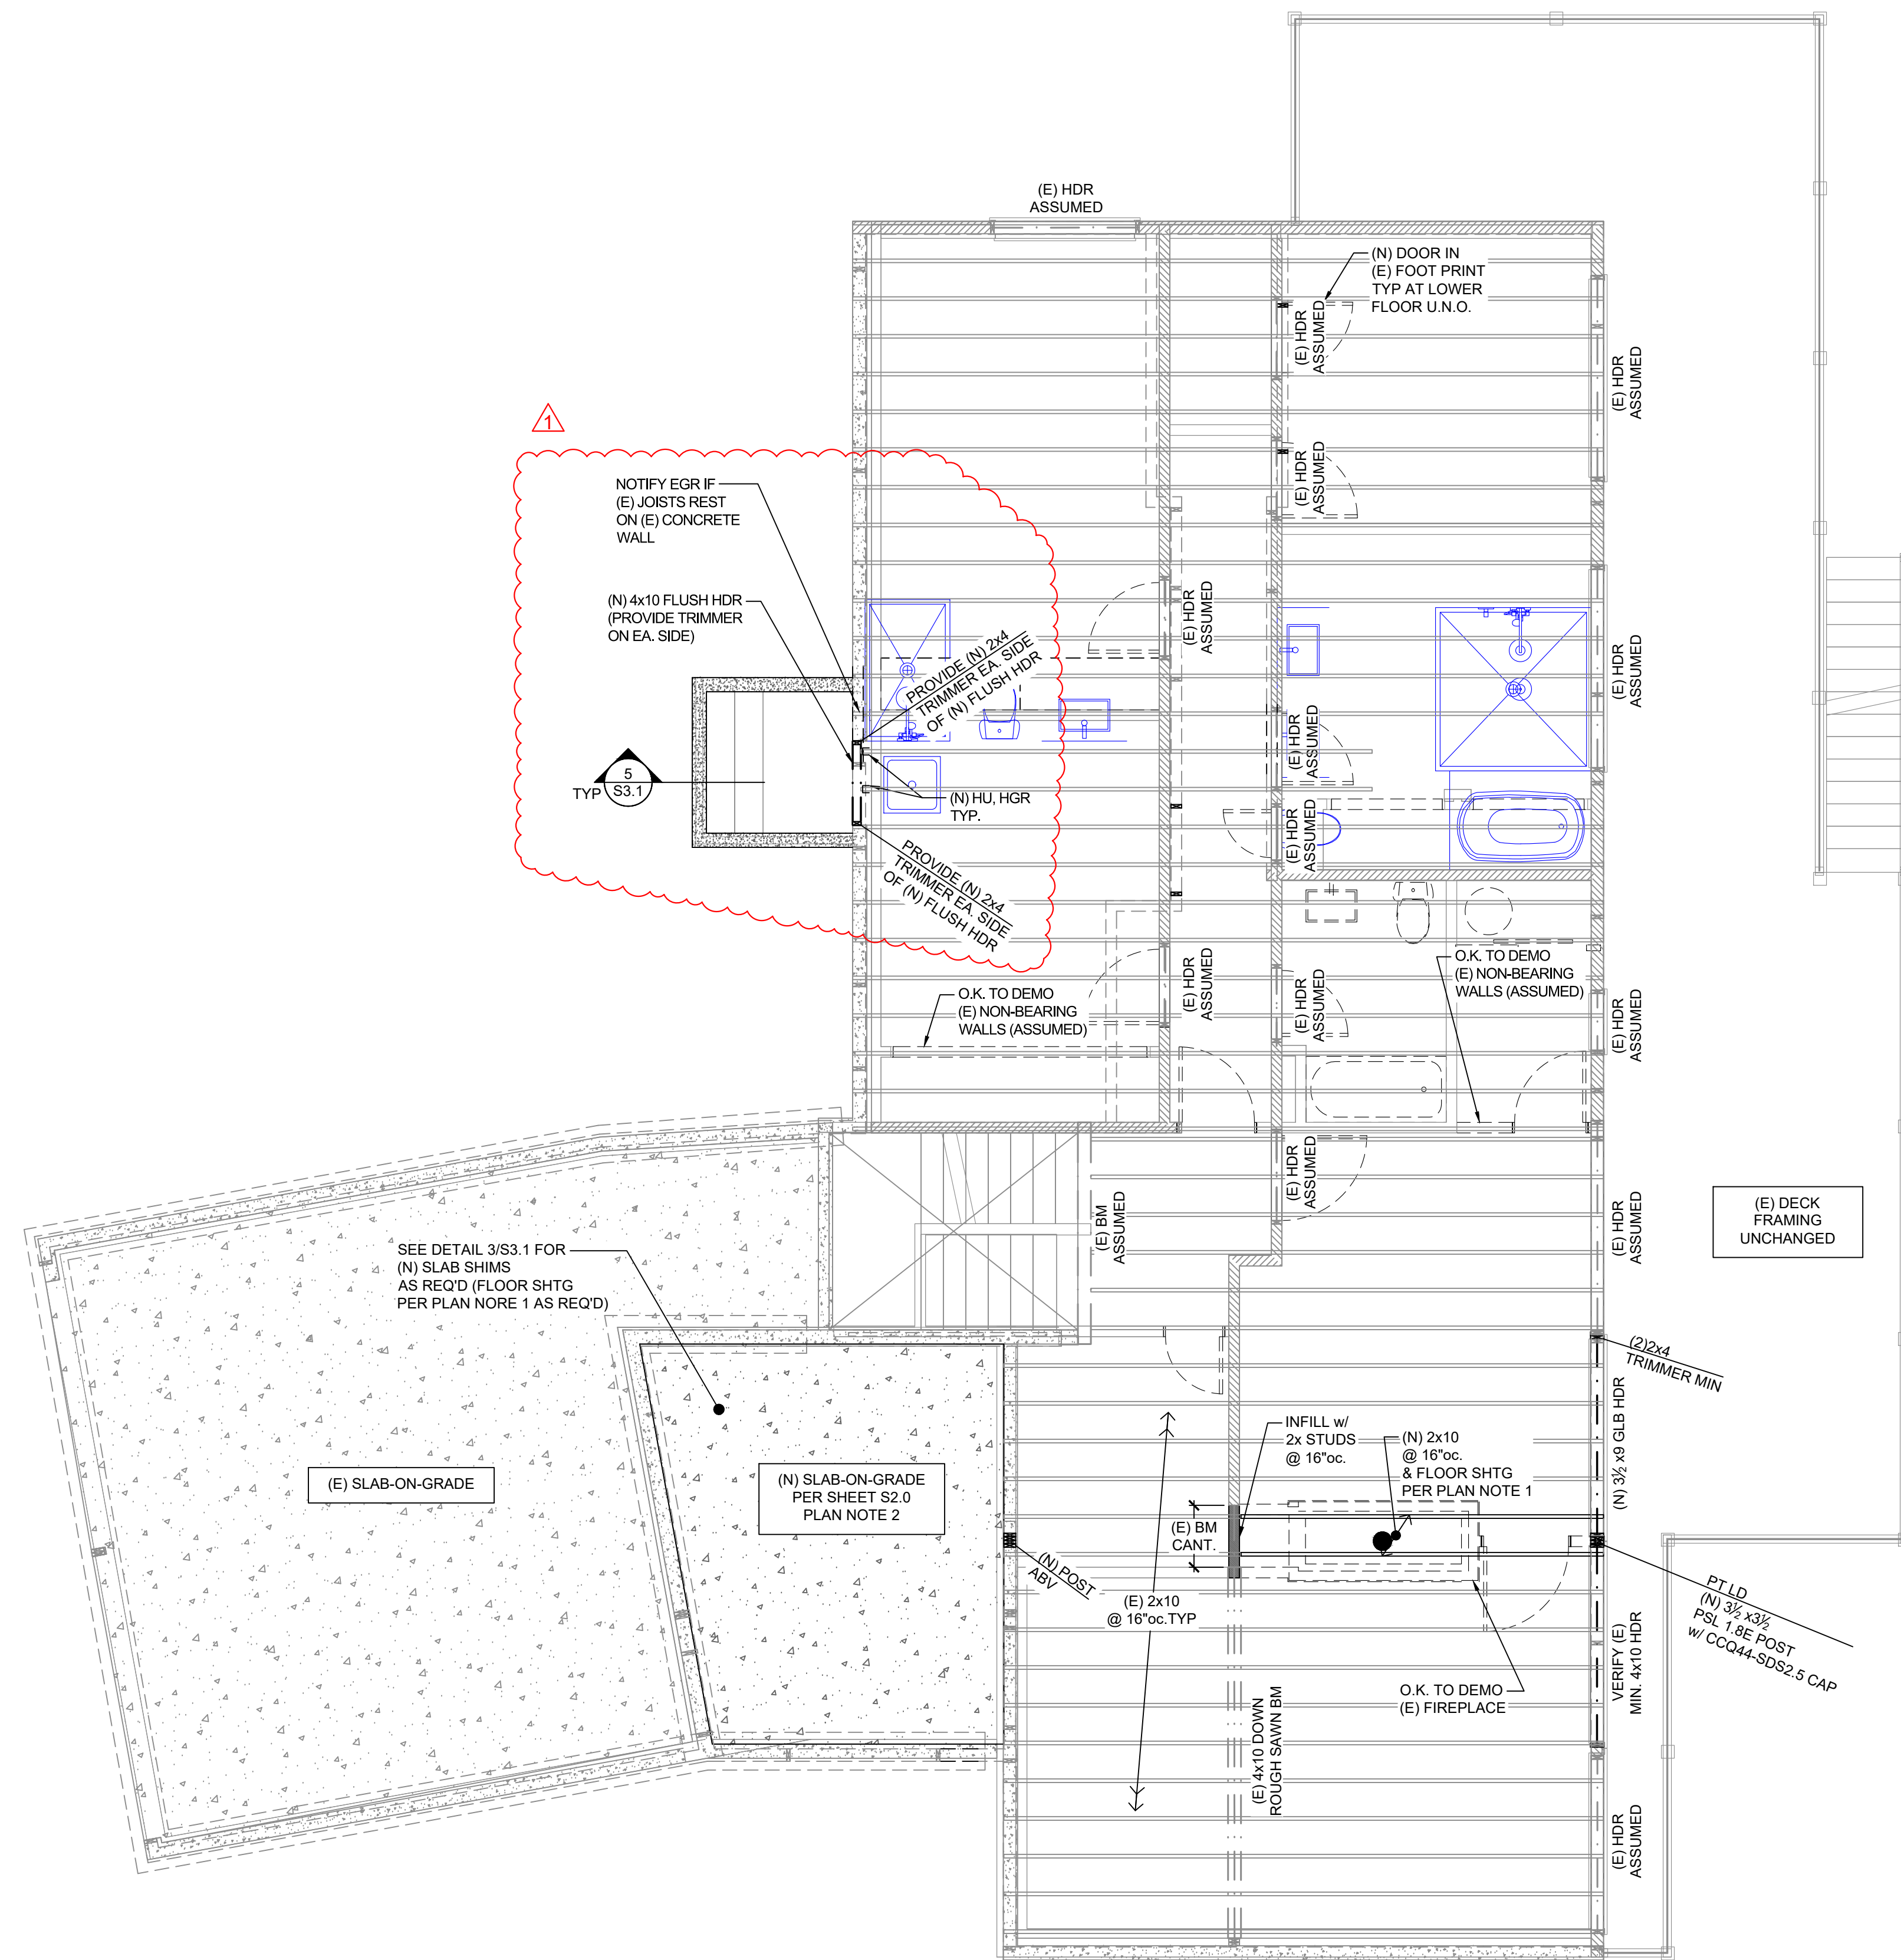 (E) HDR
ASSUMED
(N) DOOR IN
(E) FOOT PRINT
TYP AT LOWER
FLOOR U.N.O.
(E) HDR
ASSUMED
(E) HDR
ASSUMED
1
(E) HDR
ASSUMED
NOTIFY EGR IF
(E) JOISTS REST
ON (E) CONCRETE
WALL
(N) 4x10 FLUSH HDR
(PROVIDE TRIMMER
ON EA. SIDE)
PROVIDE (N) 2x4
TRIMMER EA. SIDE
OF (N) FLUSH HDR
(E) HDR
ASSUMED
(E) HDR
ASSUMED
(E) HDR
ASSUMED
TYP
5
S3.1
(N) HU, HGR
TYP.
(E) HDR
ASSUMED
PROVIDE (N) 2x4
TRIMMER EA. SIDE
OF (N) FLUSH HDR
O.K. TO DEMO
(E) NON-BEARING
WALLS (ASSUMED)
(E) HDR
ASSUMED
(E) HDR
ASSUMED
O.K. TO DEMO
(E) NON-BEARING
WALLS (ASSUMED)
(E) HDR
ASSUMED
(E) HDR
ASSUMED
(E) BM
ASSUMED
(E) HDR
ASSUMED
(E) DECK
FRAMING
UNCHANGED
SEE DETAIL 3/S3.1 FOR
(N) SLAB SHIMS
AS REQ'D (FLOOR SHTG
PER PLAN NORE 1 AS REQ'D)
(2)2x4
TRIMMER MIN
(N) 3½ x9 GLB HDR
INFILL w/
2x STUDS
@ 16"oc.
(N) 2x10
@ 16"oc.
& FLOOR SHTG
PER PLAN NOTE 1
(E) SLAB-ON-GRADE
(N) SLAB-ON-GRADE
PER SHEET S2.0
PLAN NOTE 2
(E) BM
CANT.
(N) POST
ABV
(E) 2x10
@ 16"oc.TYP
PT LD
(N) 3½ x3½
PSL 1.8E POST
w/ CCQ44-SDS2.5 CAP
VERIFY (E)
MIN. 4x10 HDR
O.K. TO DEMO
(E) FIREPLACE
(E) 4x10 DOWN
ROUGH SAWN BM
(E) HDR
ASSUMED